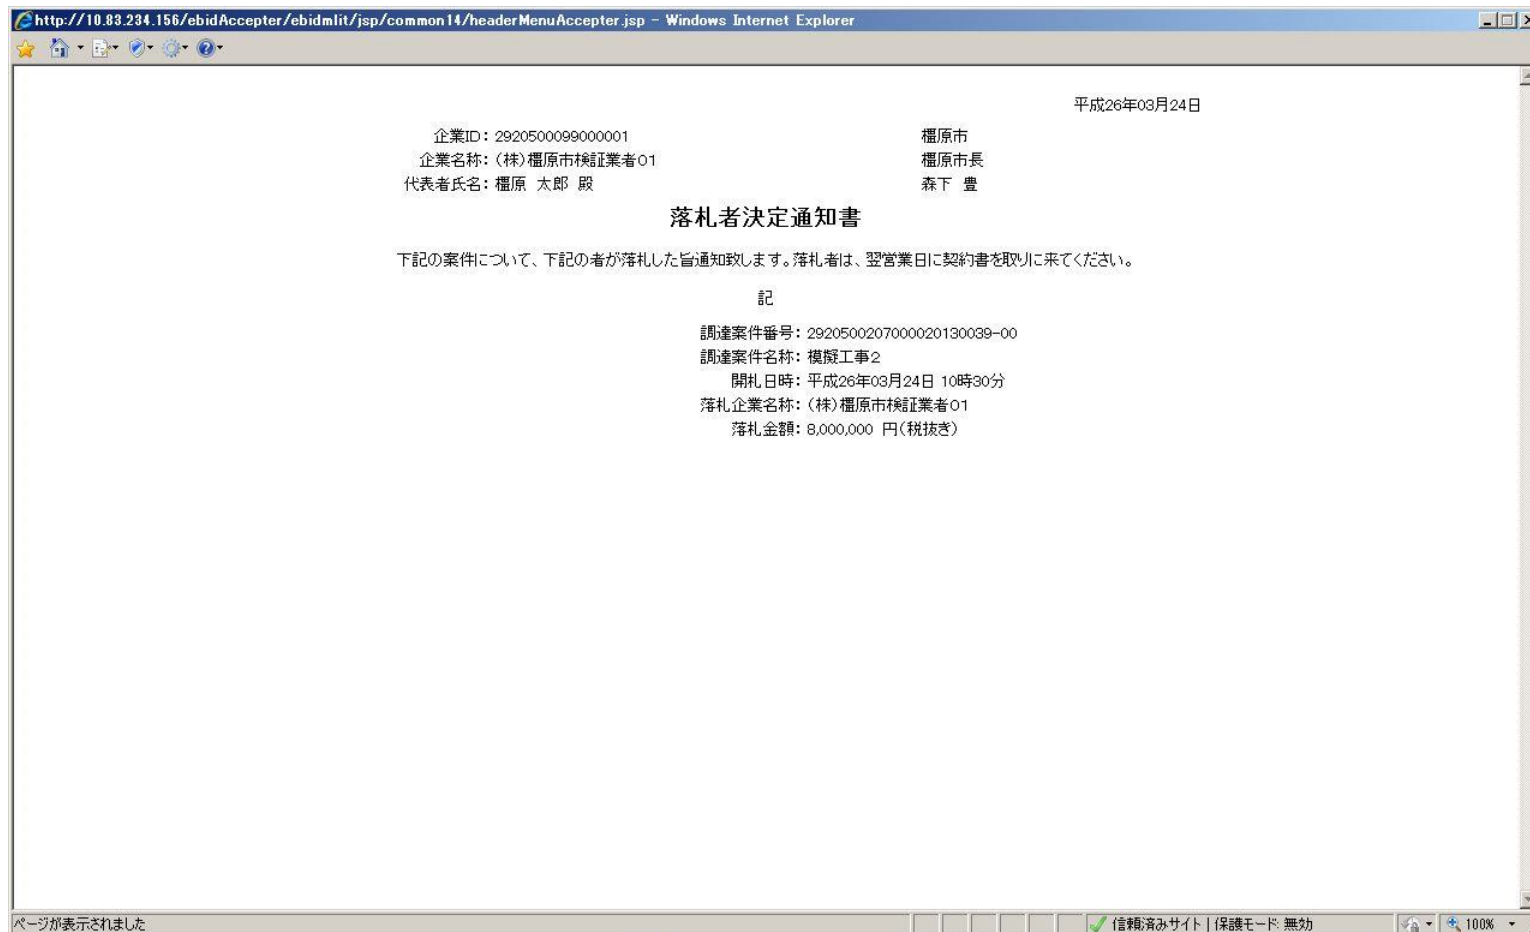 http://10.83.234.156/ebidAccepter/ebidmlit/jsp/common14/headerMenuAccepter.jsp - Windows Internet Explorer
平成26年03月24日
企業ID: 2920500099000001 橿原市
企業名称: (株)橿原市検証業者01 橿原市長
代表者氏名: 橿原 太郎 殿 森下 豊
落札者決定通知書
下記の案件について、下記の者が落札した旨通知致します。落札者は、翌営業日に契約書を取りに来てください。
記
調達案件番号: 2920500207000020130039-00
調達案件名称: 模擬工事2
開札日時: 平成26年03月24日 10時30分
落札企業名称: (株)橿原市検証業者01
落札金額: 8,000,000 円(税抜き)
ページが表示されました 信頼済みサイト | 保護モード: 無効 100%